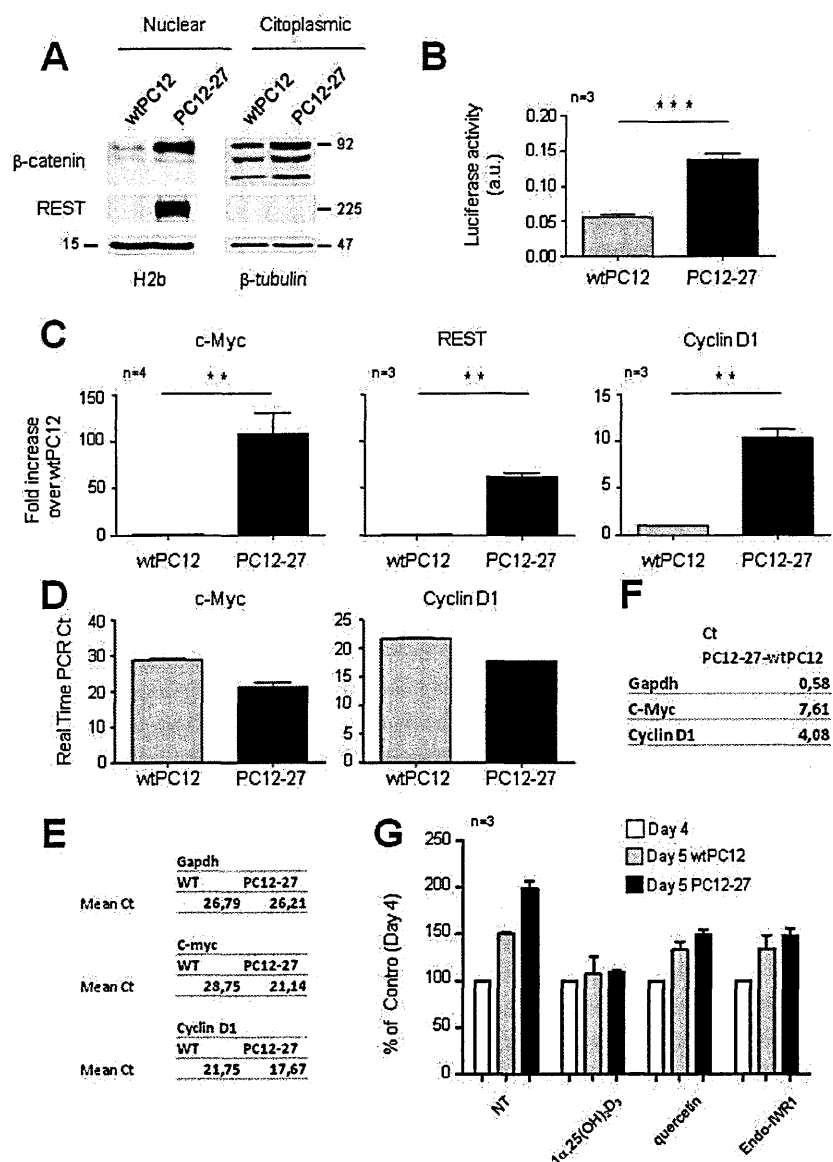 A
Nuclear Citoplasmic
wtPC12 PC12-27 wtPC12 PC12-27
β-catenin 92
REST 225
15 47
H2b β-tubulin
B
n=3 ***
Luciferase activity
(a.u.)
0.20
0.15
0.10
0.05
0.00
wtPC12 PC12-27
C
c-Myc REST Cyclin D1
n=4 ** n=3 ** n=3 **
Fold increase
over wtPC12
150
100
50
0
15
10
5
0
wtPC12 PC12-27 wtPC12 PC12-27 wtPC12 PC12-27
D
c-Myc Cyclin D1
Real Time PCR Ct
40
30
20
10
0
25
20
15
10
5
0
wtPC12 PC12-27 wtPC12 PC12-27
F
Ct
PC12-27-wtPC12
Gapdh 0,58
C-Myc 7,61
Cyclin D1 4,08
E
Gapdh
WT PC12-27
Mean Ct 26,79 26,21
C-myc
WT PC12-27
Mean Ct 28,75 21,14
Cyclin D1
WT PC12-27
Mean Ct 21,75 17,67
G
n=3
Day 4
Day 5 wtPC12
Day 5 PC12-27
% of Contro (Day 4)
250
200
150
100
50
0
NT 1α,25(OH)₂D₃ quercetin Endo-IWR1